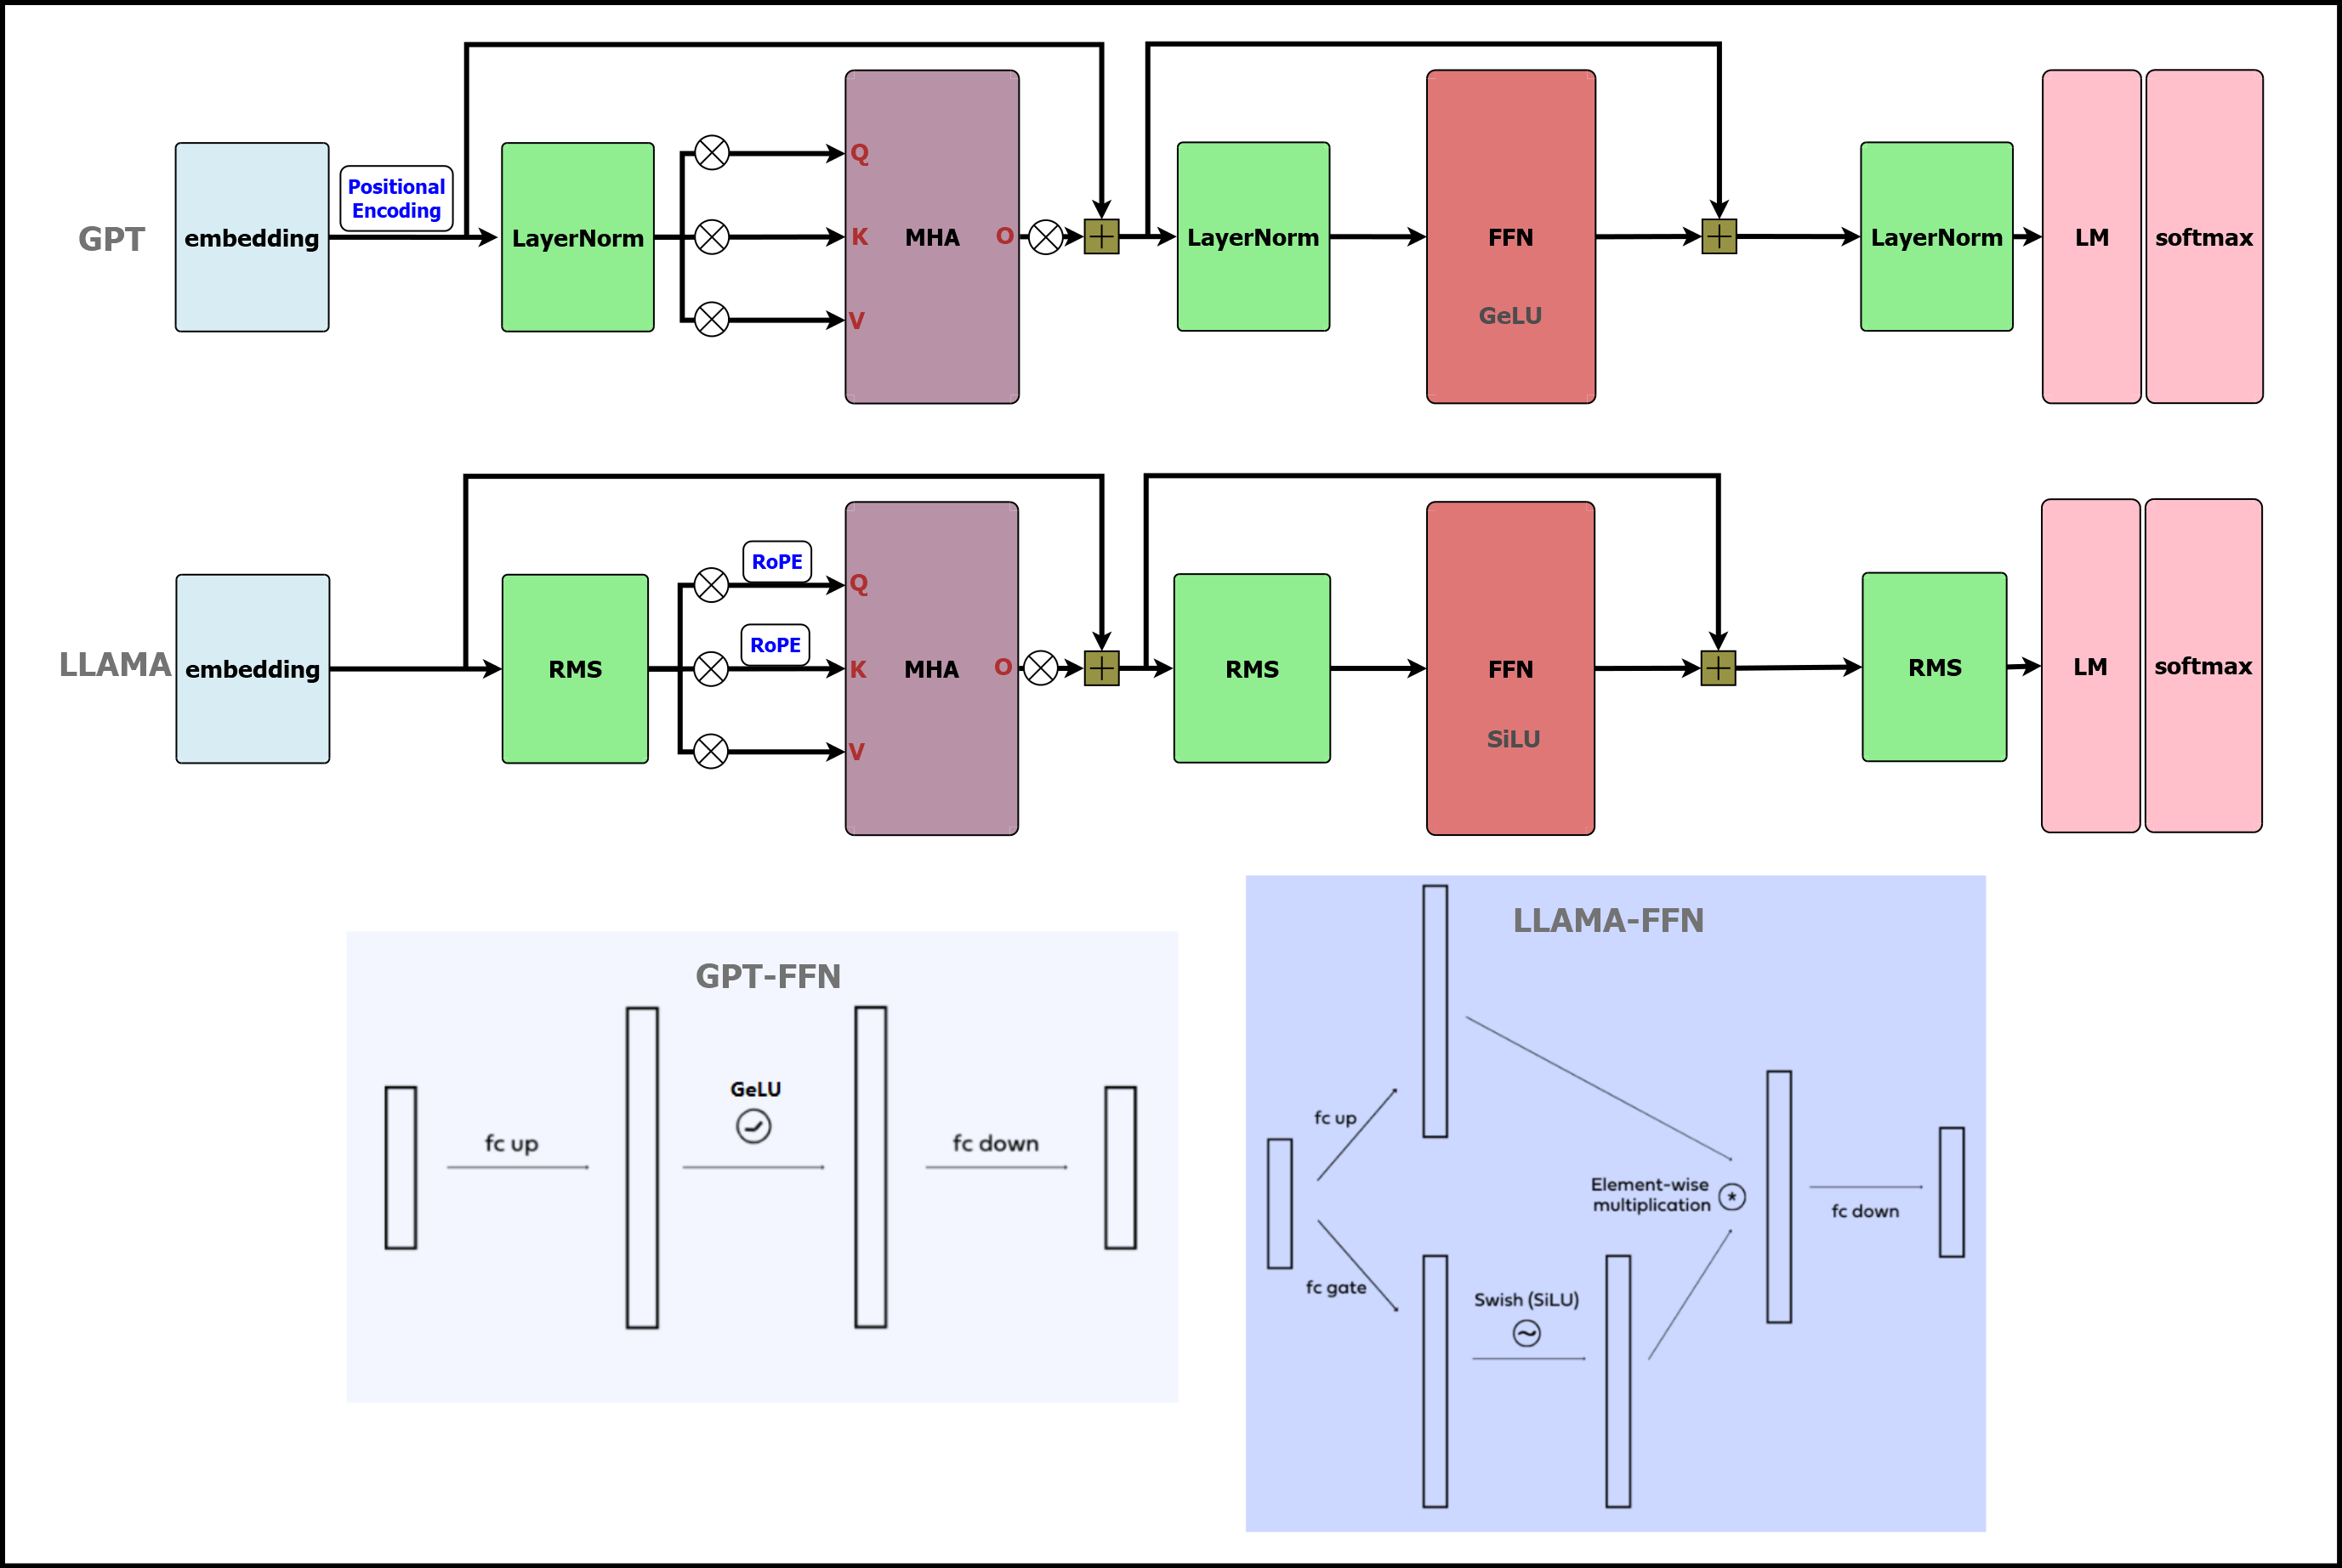 GPT
embedding
Positional
Encoding
LayerNorm
Q
K
V
MHA
O
LayerNorm
FFN
GeLU
LayerNorm
LM
softmax
LLAMA
embedding
RMS
RoPE
RoPE
Q
K
V
MHA
O
RMS
FFN
SiLU
RMS
LM
softmax
GPT-FFN
fc up
GeLU
fc down
LLAMA-FFN
fc up
fc gate
Swish (SiLU)
Element-wise
multiplication
*
fc down